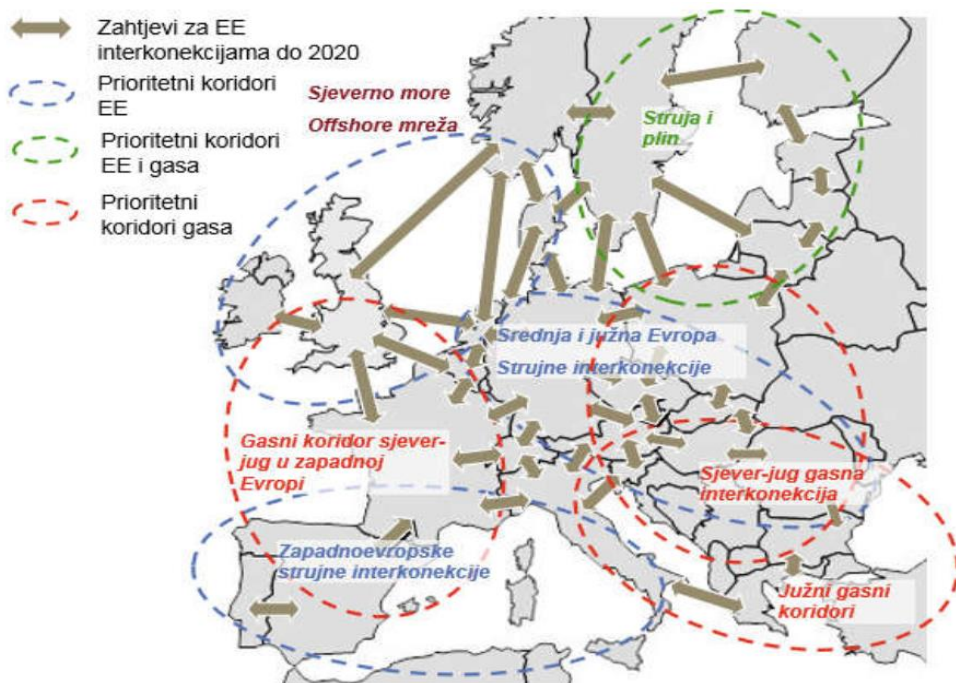 Zahtjevi za EE
interkonekcijama do 2020
Prioritetni koridori
EE
Prioritetni koridori
EE i gasa
Prioritetni
koridori gasa
Sjeverno more
Offshore mreža
Struja i
plin
Srednja i južna Evropa
Strujne interkonekcije
Gasni koridor sjever-
jug u zapadnoj
Evropi
Sjever-jug gasna
interkonekcija
Zapadnoevropske
strujne interkonekcije
Južni gasni
koridori